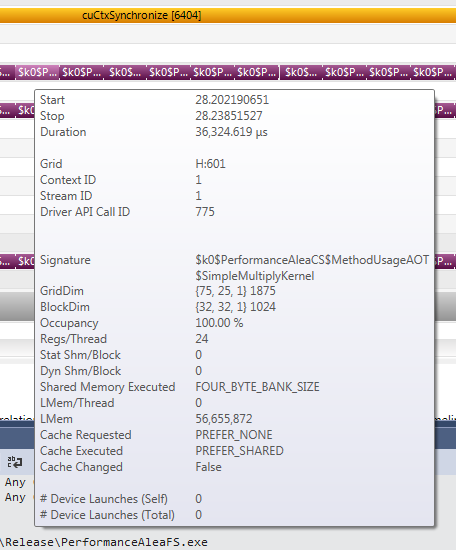 cuCtxSynchronize [6404]
$k0$P... $k0$P... $k0$... $k0$... $k0$... $k0$... $k0$... $k0$... $k0$...
Start 28.202190651
Stop 28.23851527
Duration 36,324.619 µs
Grid H:601
Context ID 1
Stream ID 1
Driver API Call ID 775
Signature $k0$PerformanceAleaCS$MethodUsageAOT
$SimpleMultiplyKernel
GridDim {75, 25, 1} 1875
BlockDim {32, 32, 1} 1024
Occupancy 100.00 %
Regs/Thread 24
Stat Shm/Block 0
Dyn Shm/Block 0
Shared Memory Executed FOUR_BYTE_BANK_SIZE
LMem/Thread 0
LMem 56,655,872
Cache Requested PREFER_NONE
Cache Executed PREFER_SHARED
Cache Changed False
# Device Launches (Self) 0
# Device Launches (Total) 0
Any
Any
\Release\PerformanceAleaFS.exe